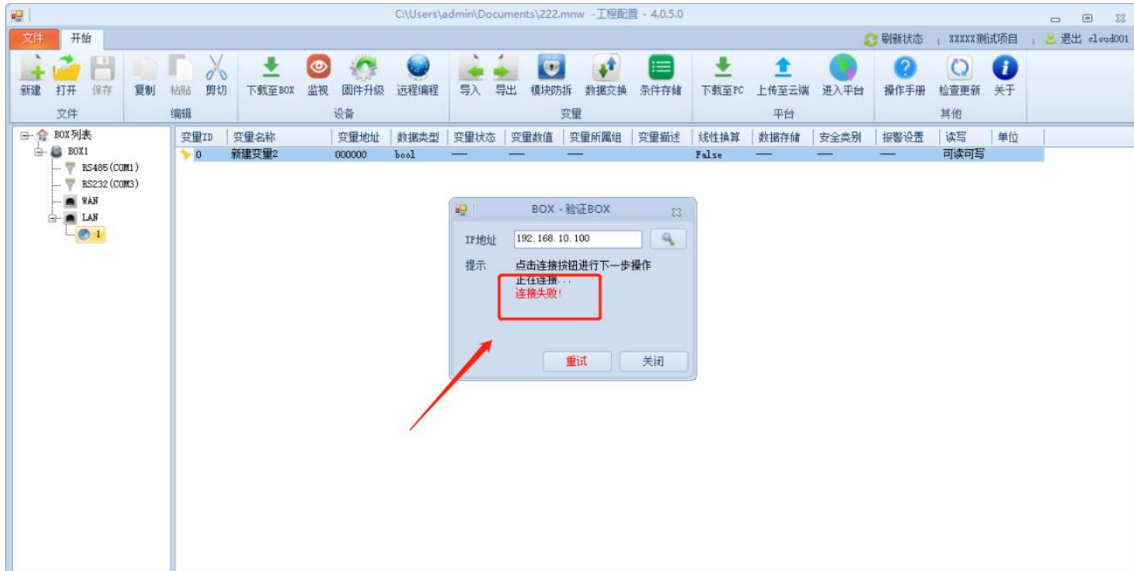 C:\Users\admin\Documents\222.mnw -工程配置 - 4.0.5.0
文件 开始 刷新状态 XXXXX测试项目 退出 cloud001
新建 打开 保存 复制 粘贴 剪切 下载至BOX 监视 固件升级 远程编程 导入 导出 模块防拆 数据交换 条件存储 下载至PC 上传至云端 进入平台 操作手册 检查更新 关于
文件 编辑 设备 变量 平台 其他
BOX列表
BOX1
RS485(COM1)
RS232(COM3)
WAN
LAN
1
变量ID 变量名称 变量地址 数据类型 变量状态 变量数值 变量所属组 变量描述 线性换算 数据存储 安全类别 报警设置 读写 单位
0 新建变量2 000000 bool —— —— —— —— False —— —— —— 可读可写
BOX - 验证BOX
IP地址 192.168.10.100
提示 点击连接按钮进行下一步操作
正在连接...
连接失败!
重试 关闭